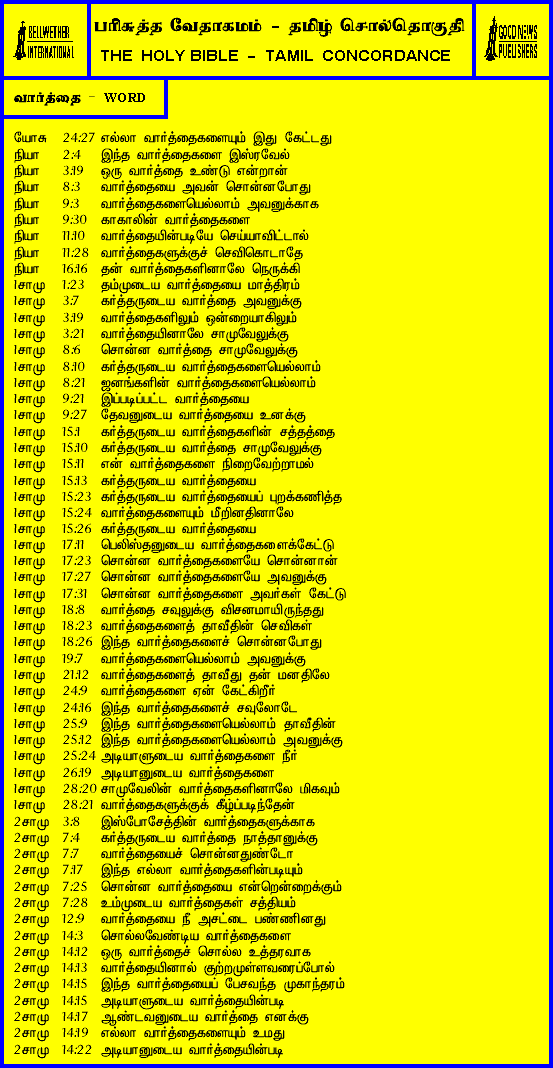 BELLWETHER
INTERNATIONAL
பரிசுத்த வேதாகமம் - தமிழ் சொல்தொகுதி
THE HOLY BIBLE - TAMIL CONCORDANCE
GOOD NEWS
PUBLISHERS
வார்த்தை - WORD
யோசு 24:27 எல்லா வார்த்தைகளையும் இது கேட்டது
நியா 2:4 இந்த வார்த்தைகளை இஸ்ரவேல்
நியா 3:19 ஒரு வார்த்தை உண்டு என்றான்
நியா 8:3 வார்த்தையை அவன் சொன்னபோது
நியா 9:3 வார்த்தைகளையெல்லாம் அவனுக்காக
நியா 9:30 காகாலின் வார்த்தைகளை
நியா 11:10 வார்த்தையின்படியே செய்யாவிட்டால்
நியா 11:28 வார்த்தைகளுக்குச் செவிகொடாதே
நியா 16:16 தன் வார்த்தைகளினாலே நெருக்கி
1சாமு 1:23 தம்முடைய வார்த்தையை மாத்திரம்
1சாமு 3:7 கர்த்தருடைய வார்த்தை அவனுக்கு
1சாமு 3:19 வார்த்தைகளிலும் ஒன்றையாகிலும்
1சாமு 3:21 வார்த்தையினாலே சாமுவேலுக்கு
1சாமு 8:6 சொன்ன வார்த்தை சாமுவேலுக்கு
1சாமு 8:10 கர்த்தருடைய வார்த்தைகளையெல்லாம்
1சாமு 8:21 ஜனங்களின் வார்த்தைகளையெல்லாம்
1சாமு 9:21 இப்படிப்பட்ட வார்த்தையை
1சாமு 9:27 தேவனுடைய வார்த்தையை உனக்கு
1சாமு 15:1 கர்த்தருடைய வார்த்தைகளின் சத்தத்தை
1சாமு 15:10 கர்த்தருடைய வார்த்தை சாமுவேலுக்கு
1சாமு 15:11 என் வார்த்தைகளை நிறைவேற்றாமல்
1சாமு 15:13 கர்த்தருடைய வார்த்தையை
1சாமு 15:23 கர்த்தருடைய வார்த்தையைப் புறக்கணித்த
1சாமு 15:24 வார்த்தைகளையும் மீறினதினாலே
1சாமு 15:26 கர்த்தருடைய வார்த்தையை
1சாமு 17:11 பெலிஸ்தனுடைய வார்த்தைகளைக்கேட்டு
1சாமு 17:23 சொன்ன வார்த்தைகளையே சொன்னான்
1சாமு 17:27 சொன்ன வார்த்தைகளையே அவனுக்கு
1சாமு 17:31 சொன்ன வார்த்தைகளை அவர்கள் கேட்டு
1சாமு 18:8 வார்த்தை சவுலுக்கு விசனமாயிருந்தது
1சாமு 18:23 வார்த்தைகளைத் தாவீதின் செவிகள்
1சாமு 18:26 இந்த வார்த்தைகளைச் சொன்னபோது
1சாமு 19:7 வார்த்தைகளையெல்லாம் அவனுக்கு
1சாமு 21:12 வார்த்தைகளைத் தாவீது தன் மனதிலே
1சாமு 24:9 வார்த்தைகளை ஏன் கேட்கிறீர்
1சாமு 24:16 இந்த வார்த்தைகளைச் சவுலோடே
1சாமு 25:9 இந்த வார்த்தைகளையெல்லாம் தாவீதின்
1சாமு 25:12 இந்த வார்த்தைகளையெல்லாம் அவனுக்கு
1சாமு 25:24 அடியாளுடைய வார்த்தைகளை நீர்
1சாமு 26:19 அடியானுடைய வார்த்தைகளை
1சாமு 28:20 சாமுவேலின் வார்த்தைகளினாலே மிகவும்
1சாமு 28:21 வார்த்தைகளுக்குக் கீழ்ப்படிந்தேன்
2சாமு 3:8 இஸ்போசேத்தின் வார்த்தைகளுக்காக
2சாமு 7:4 கர்த்தருடைய வார்த்தை நாத்தானுக்கு
2சாமு 7:7 வார்த்தையைச் சொன்னதுண்டோ
2சாமு 7:17 இந்த எல்லா வார்த்தைகளின்படியும்
2சாமு 7:25 சொன்ன வார்த்தையை என்றென்றைக்கும்
2சாமு 7:28 உம்முடைய வார்த்தைகள் சத்தியம்
2சாமு 12:9 வார்த்தையை நீ அசட்டை பண்ணினது
2சாமு 14:3 சொல்லவேண்டிய வார்த்தைகளை
2சாமு 14:12 ஒரு வார்த்தைச் சொல்ல உத்தரவாக
2சாமு 14:13 வார்த்தையினால் குற்றமுள்ளவரைப்போல்
2சாமு 14:15 இந்த வார்த்தையைப் பேசவந்த முகாந்தரம்
2சாமு 14:15 அடியாளுடைய வார்த்தையின்படி
2சாமு 14:17 ஆண்டவனுடைய வார்த்தை எனக்கு
2சாமு 14:19 எல்லா வார்த்தைகளையும் உமது
2சாமு 14:22 அடியானுடைய வார்த்தையின்படி